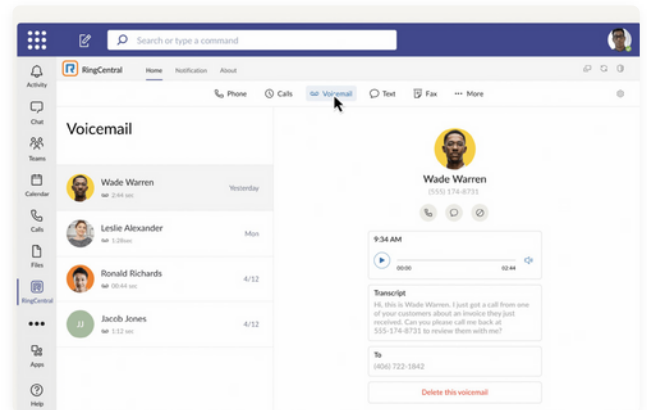 Search or type a command
Activity
Chat
Teams
Calendar
Calls
Files
RingCentral
Apps
Help
RingCentral
Home
Notification
About
Phone
Calls
Voicemail
Text
Fax
More
Voicemail
Wade Warren
2:44 sec
Yesterday
Leslie Alexander
1:28sec
Mon
Ronald Richards
00:44 sec
4/12
JJ
Jacob Jones
1:12 sec
4/12
Wade Warren
(555) 174-8731
9:34 AM
00:00
02:44
Transcript
Hi, this is Wade Warren. I just got a call from one
of your customers about an invoice they just
received. Can you please call me back at
555-174-8731 to review them with me?
To
(406) 722-1842
Delete this voicemail